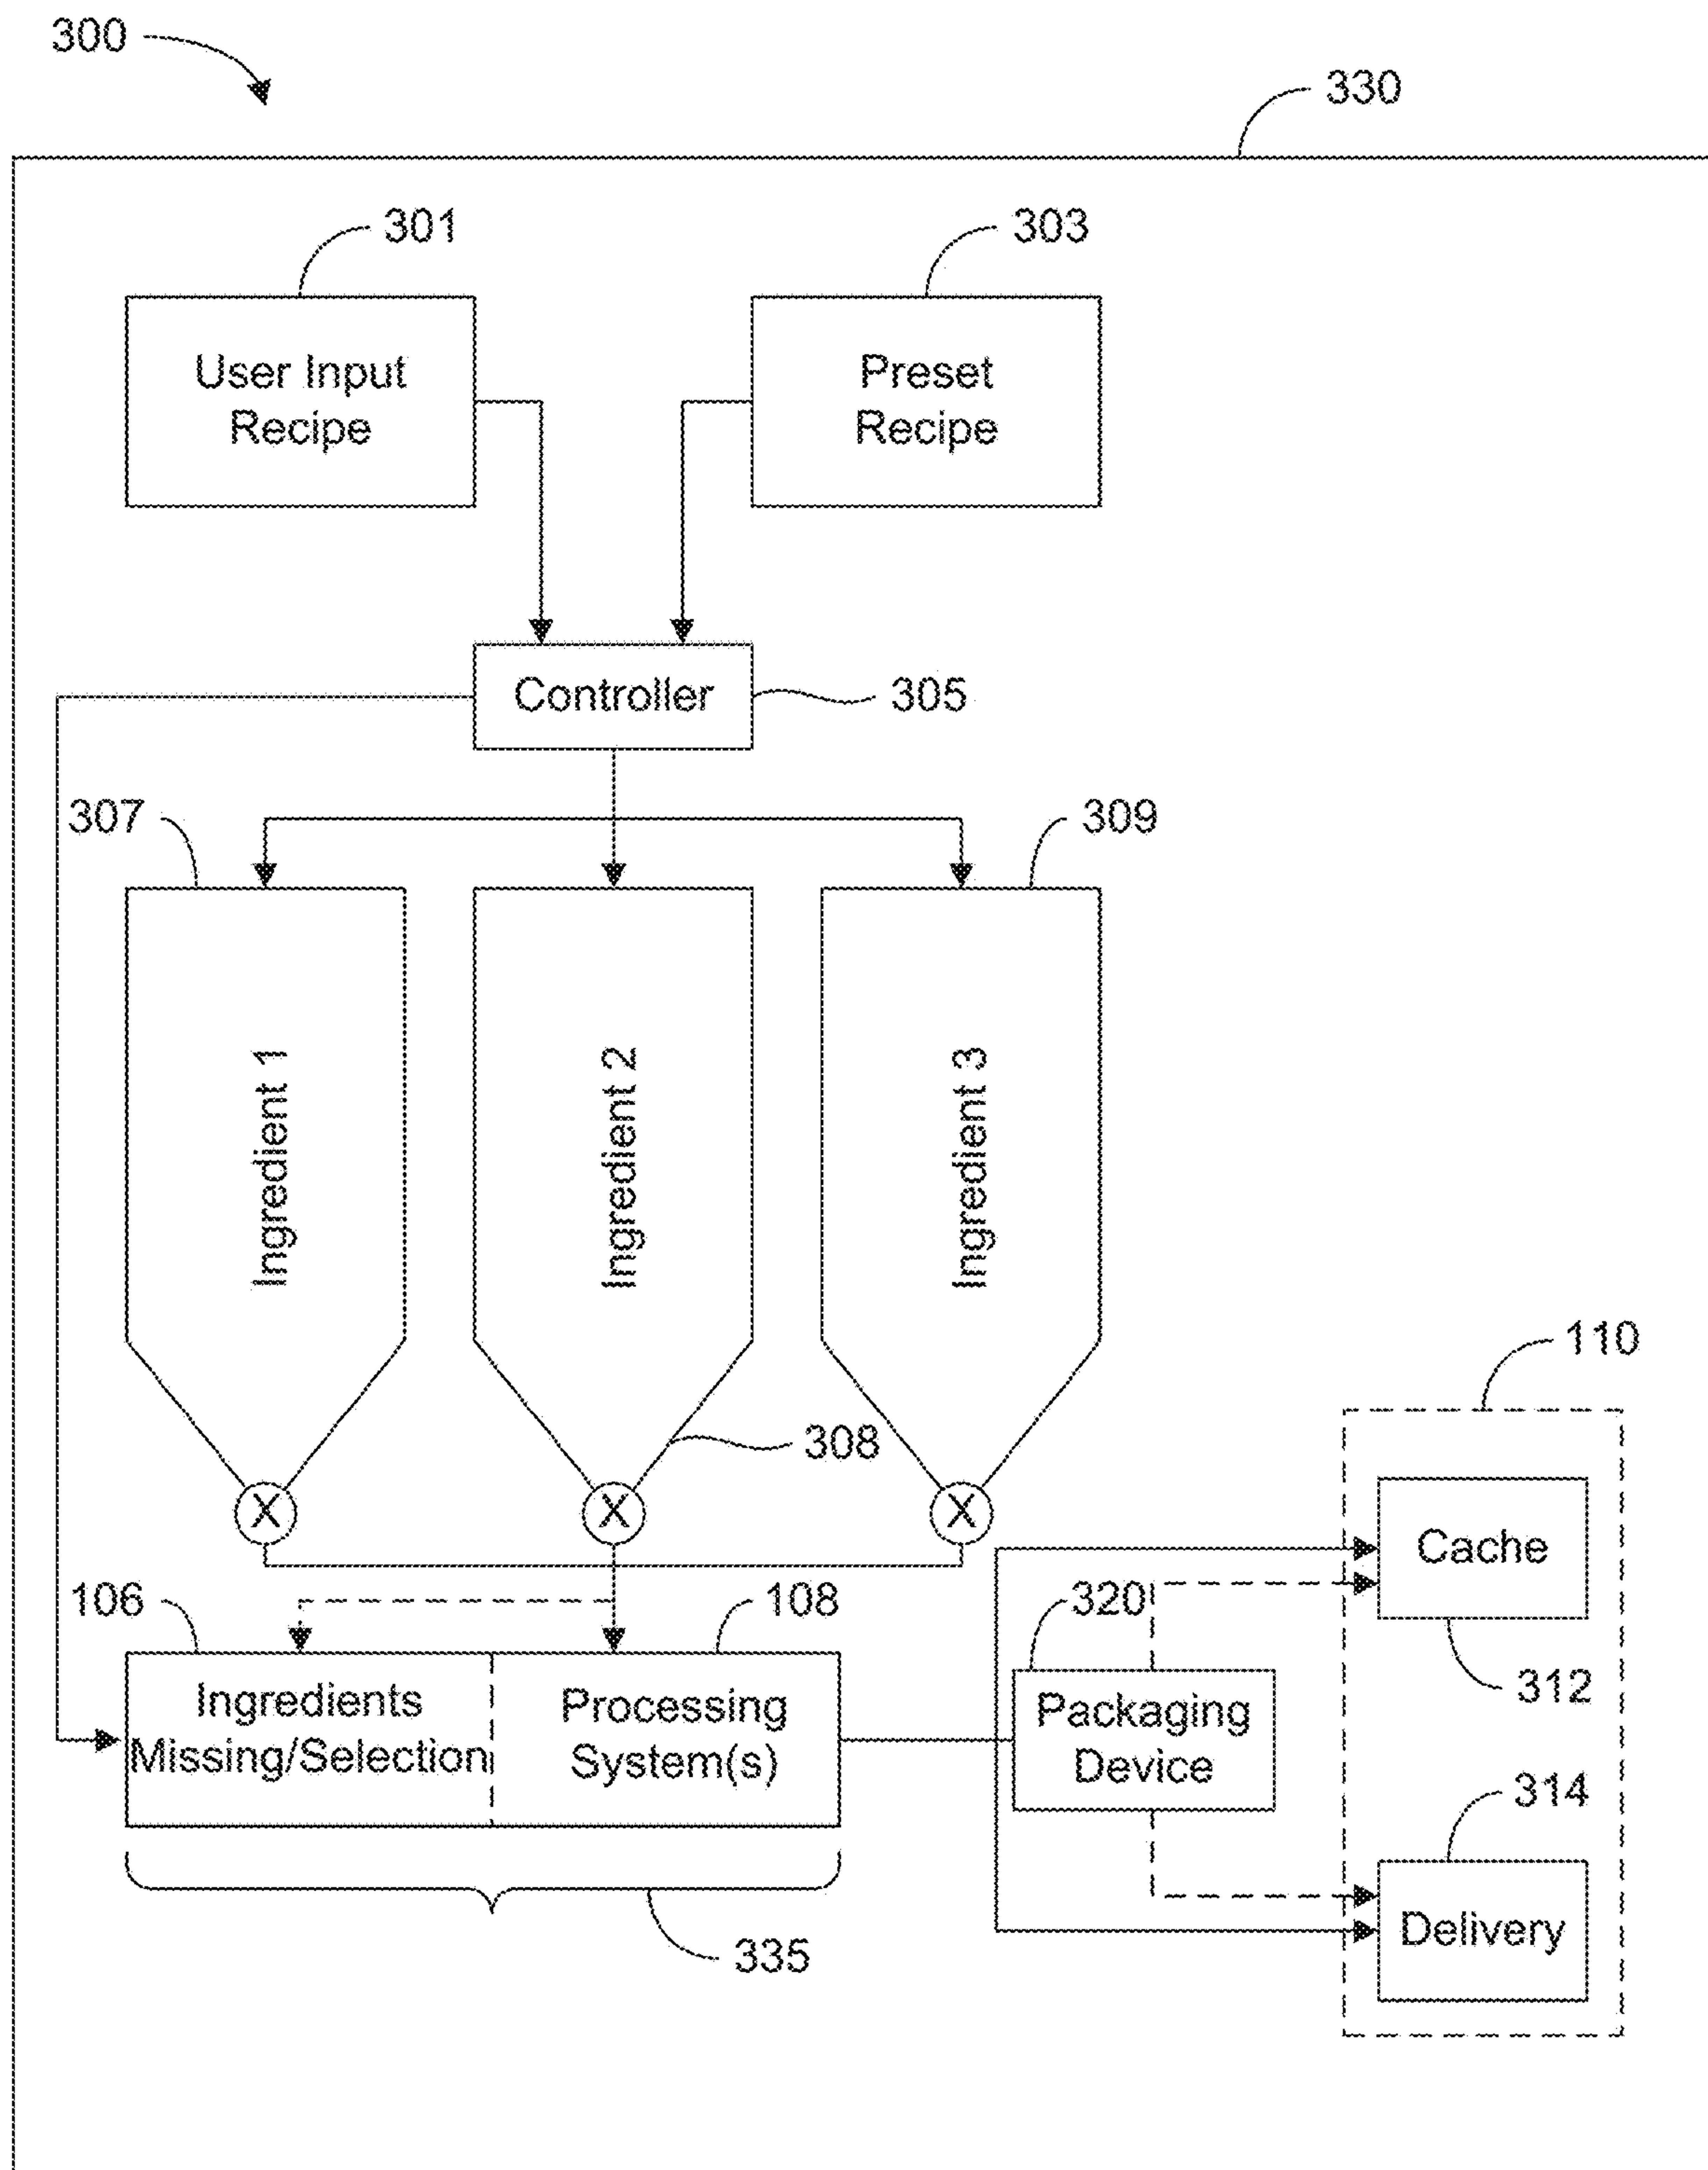 300
330
301
303
User Input
Recipe
Preset
Recipe
Controller
305
307
309
Ingredient 1
Ingredient 2
Ingredient 3
308
X
X
X
110
Cache
312
106
108
320
Ingredients
Missing/Selection
Processing
System(s)
Packaging
Device
314
Delivery
335